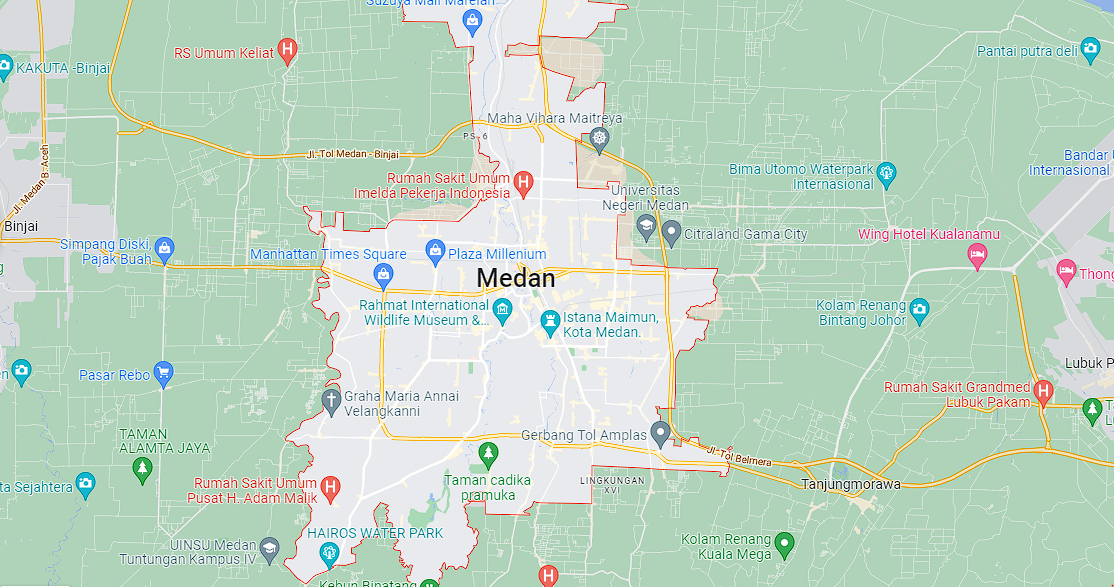 Suzuya Mall Marelan
RS Umum Keliat
Pantai putra deli
KAKUTA -Binjai
Maha Vihara Maitreya
PS. 6
Jl. Tol Medan - Binjai
Jl. Medan B. Aceh
Bandar
Internasional
Bima Utomo Waterpark
Internasional
Rumah Sakit Umum
Imelda Pekerja Indonesia
Universitas
Negeri Medan
Binjai
Citraland Gama City
Wing Hotel Kualanamu
Simpang Diski,
Pajak Buah
Manhattan Times Square
Plaza Millenium
Medan
Thong
Rahmat International
Wildlife Museum &...
Istana Maimun,
Kota Medan.
Kolam Renang
Bintang Johor
Lubuk P
Pasar Rebo
Rumah Sakit Grandmed
Lubuk Pakam
Graha Maria Annai
Velangkanni
TAMAN
ALAMTA JAYA
Gerbang Tol Amplas
Jl. Tol Belmera
Taman cadika
pramuka
LINGKUNGAN
XVI
Tanjungmorawa
ta Sejahtera
Rumah Sakit Umum
Pusat H. Adam Malik
HAIROS WATER PARK
UINSU Medan
Tuntungan Kampus IV
Kolam Renang
Kuala Mega
Kebun Binatang